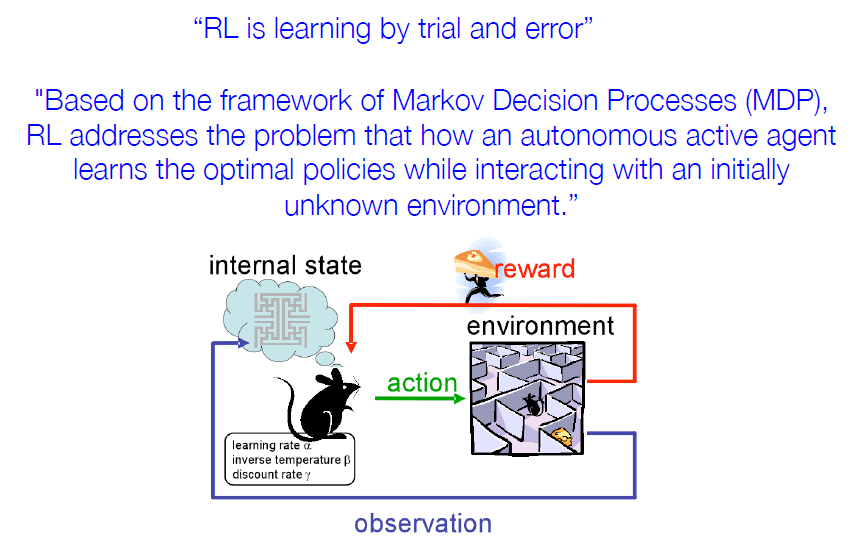 “RL is learning by trial and error”
"Based on the framework of Markov Decision Processes (MDP),
RL addresses the problem that how an autonomous active agent
learns the optimal policies while interacting with an initially
unknown environment.”
internal state
reward
environment
action
learning rate α
inverse temperature β
discount rate γ
observation